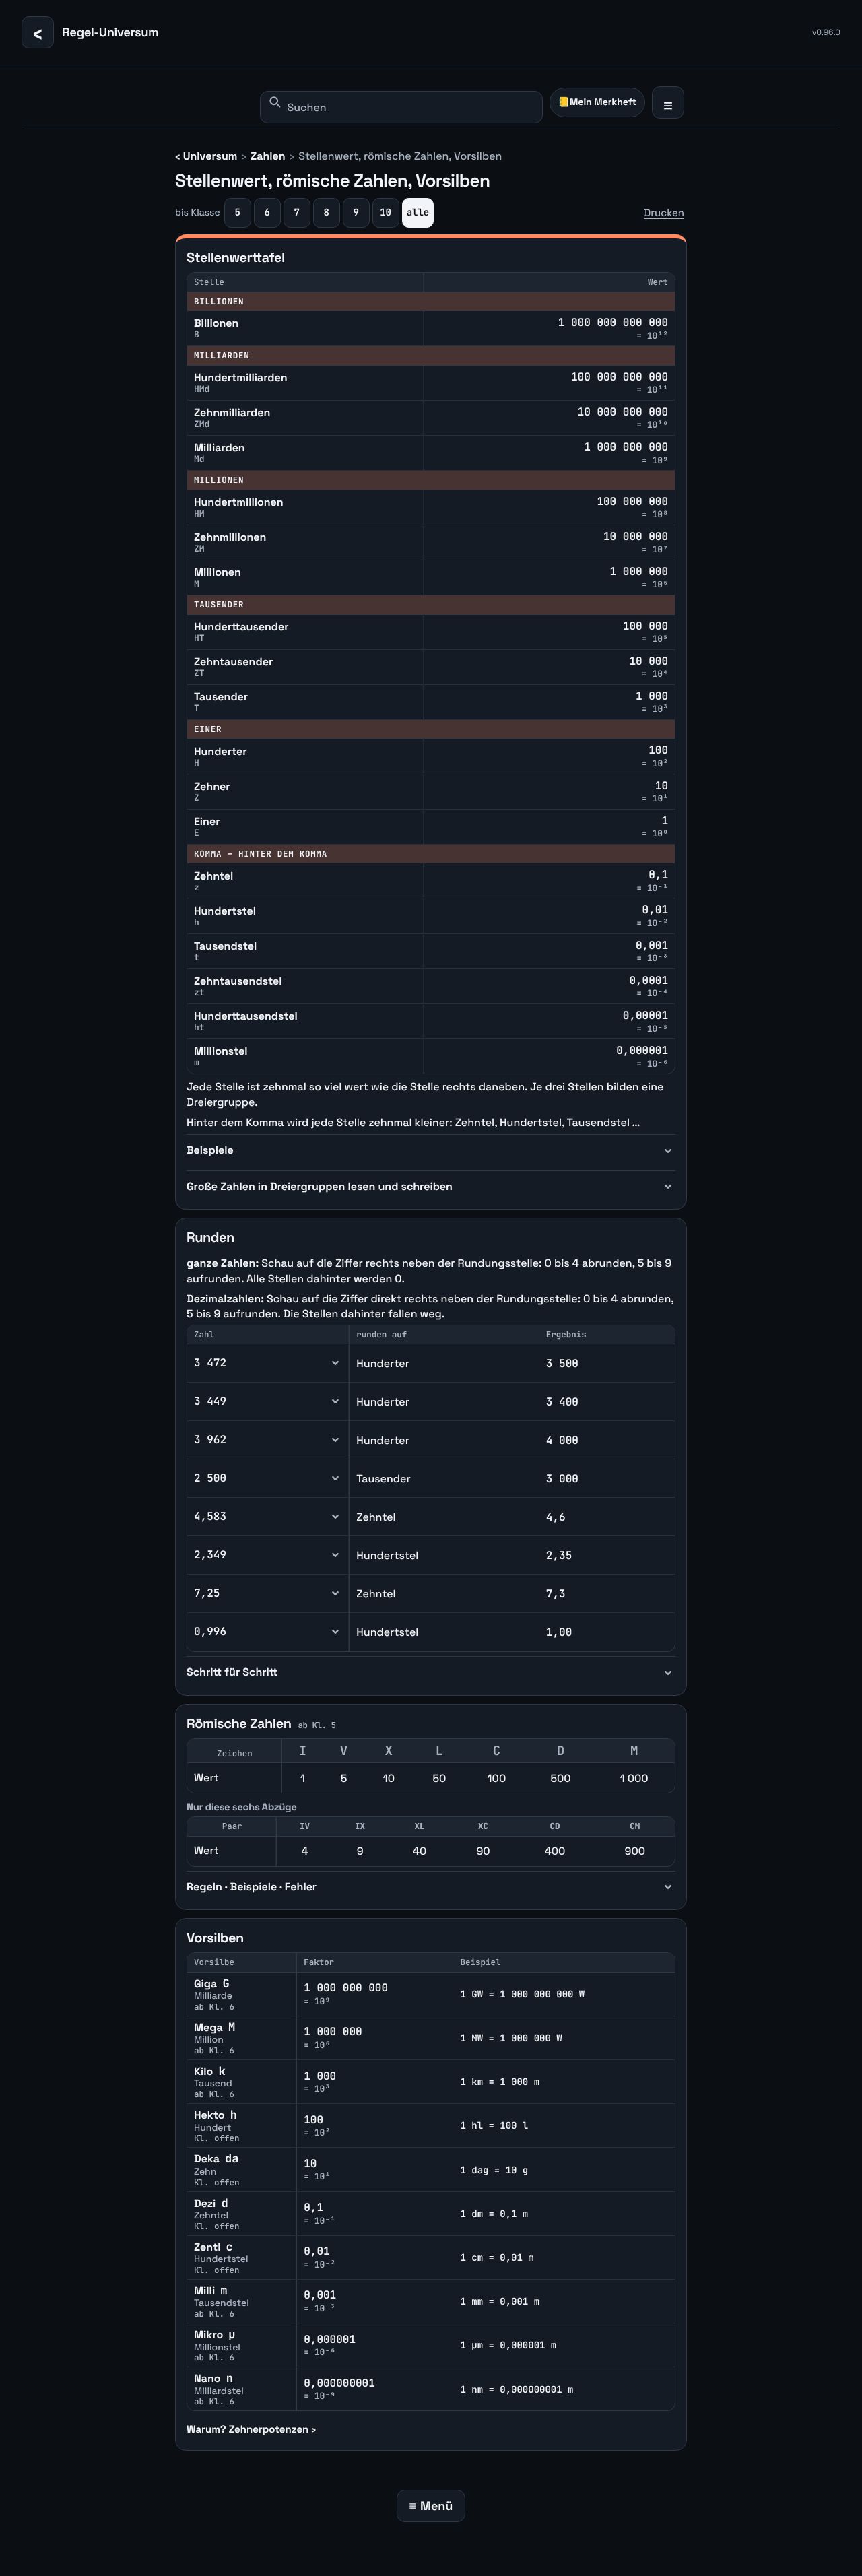 <
Regel-Universum
v0.96.0
Suchen
Mein Merkheft
≡
< Universum > Zahlen > Stellenwert, römische Zahlen, Vorsilben
Stellenwert, römische Zahlen, Vorsilben
bis Klasse 5 6 7 8 9 10 alle Drucken
Stellenwerttafel
Stelle Wert
BILLIONEN
Billionen 1 000 000 000 000
B = 10¹²
MILLIARDEN
Hundertmilliarden 100 000 000 000
HMd = 10¹¹
Zehnmilliarden 10 000 000 000
ZMd = 10¹⁰
Milliarden 1 000 000 000
Md = 10⁹
MILLIONEN
Hundertmillionen 100 000 000
HM = 10⁸
Zehnmillionen 10 000 000
ZM = 10⁷
Millionen 1 000 000
M = 10⁶
TAUSENDER
Hunderttausender 100 000
HT = 10⁵
Zehntausender 10 000
ZT = 10⁴
Tausender 1 000
T = 10³
EINER
Hunderter 100
H = 10²
Zehner 10
Z = 10¹
Einer 1
E = 10⁰
KOMMA – HINTER DEM KOMMA
Zehntel 0,1
z = 10⁻¹
Hundertstel 0,01
h = 10⁻²
Tausendstel 0,001
t = 10⁻³
Zehntausendstel 0,0001
zt = 10⁻⁴
Hunderttausendstel 0,00001
ht = 10⁻⁵
Millionstel 0,000001
m = 10⁻⁶
Jede Stelle ist zehnmal so viel wert wie die Stelle rechts daneben. Je drei Stellen bilden eine
Dreiergruppe.
Hinter dem Komma wird jede Stelle zehnmal kleiner: Zehntel, Hundertstel, Tausendstel …
Beispiele
Große Zahlen in Dreiergruppen lesen und schreiben
Runden
ganze Zahlen: Schau auf die Ziffer rechts neben der Rundungsstelle: 0 bis 4 abrunden, 5 bis 9
aufrunden. Alle Stellen dahinter werden 0.
Dezimalzahlen: Schau auf die Ziffer direkt rechts neben der Rundungsstelle: 0 bis 4 abrunden,
5 bis 9 aufrunden. Die Stellen dahinter fallen weg.
Zahl runden auf Ergebnis
3 472 Hunderter 3 500
3 449 Hunderter 3 400
3 962 Hunderter 4 000
2 500 Tausender 3 000
4,583 Zehntel 4,6
2,349 Hundertstel 2,35
7,25 Zehntel 7,3
0,996 Hundertstel 1,00
Schritt für Schritt
Römische Zahlen ab Kl. 5
Zeichen I V X L C D M
Wert 1 5 10 50 100 500 1 000
Nur diese sechs Abzüge
Paar IV IX XL XC CD CM
Wert 4 9 40 90 400 900
Regeln · Beispiele · Fehler
Vorsilben
Vorsilbe Faktor Beispiel
Giga G 1 000 000 000 1 GW = 1 000 000 000 W
Milliarde = 10⁹
ab Kl. 6
Mega M 1 000 000 1 MW = 1 000 000 W
Million = 10⁶
ab Kl. 6
Kilo k 1 000 1 km = 1 000 m
Tausend = 10³
ab Kl. 6
Hekto h 100 1 hl = 100 l
Hundert = 10²
Kl. offen
Deka da 10 1 dag = 10 g
Zehn = 10¹
Kl. offen
Dezi d 0,1 1 dm = 0,1 m
Zehntel = 10⁻¹
Kl. offen
Zenti c 0,01 1 cm = 0,01 m
Hundertstel = 10⁻²
Kl. offen
Milli m 0,001 1 mm = 0,001 m
Tausendstel = 10⁻³
ab Kl. 6
Mikro µ 0,000001 1 µm = 0,000001 m
Millionstel = 10⁻⁶
ab Kl. 6
Nano n 0,000000001 1 nm = 0,000000001 m
Milliardstel = 10⁻⁹
ab Kl. 6
Warum? Zehnerpotenzen >
≡ Menü